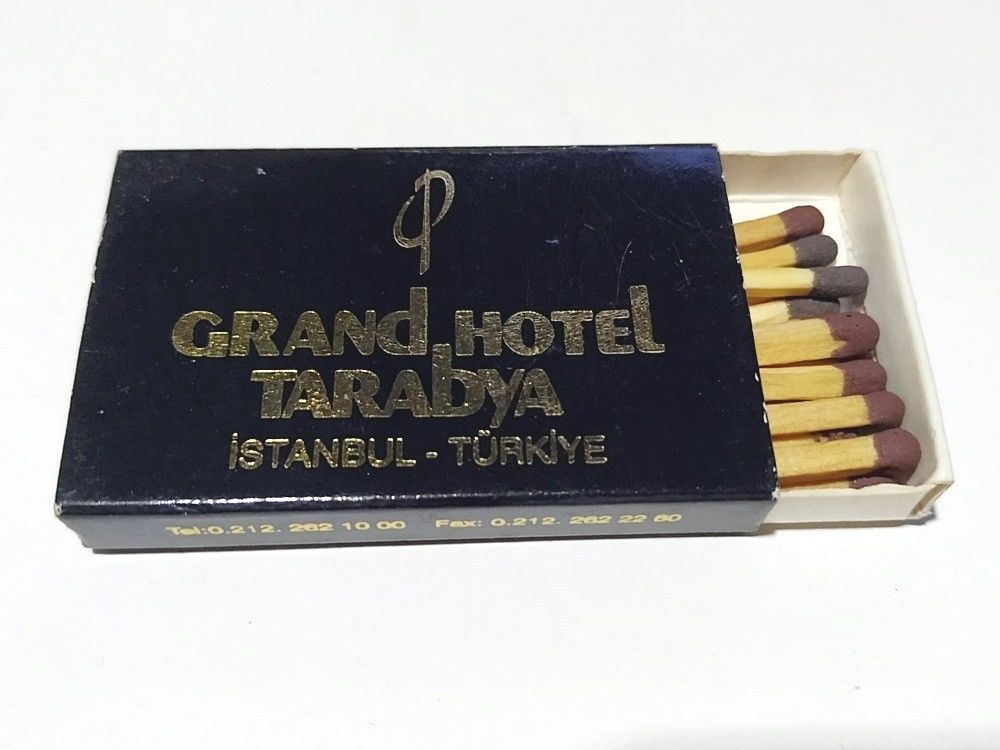 GRANd HOTEl
TARAbyA
İSTANBUL - TÜRKİYE
Tel:0.212. 262 10 00 Fax: 0.212. 262 22 60